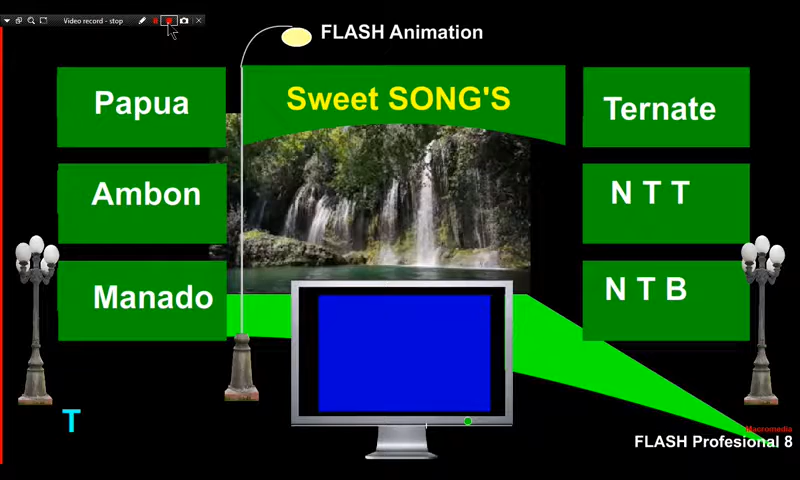 Video record - stop
FLASH Animation
Sweet SONG'S
Papua
Ternate
Ambon
N T T
Manado
N T B
T
Macromedia
FLASH Profesional 8